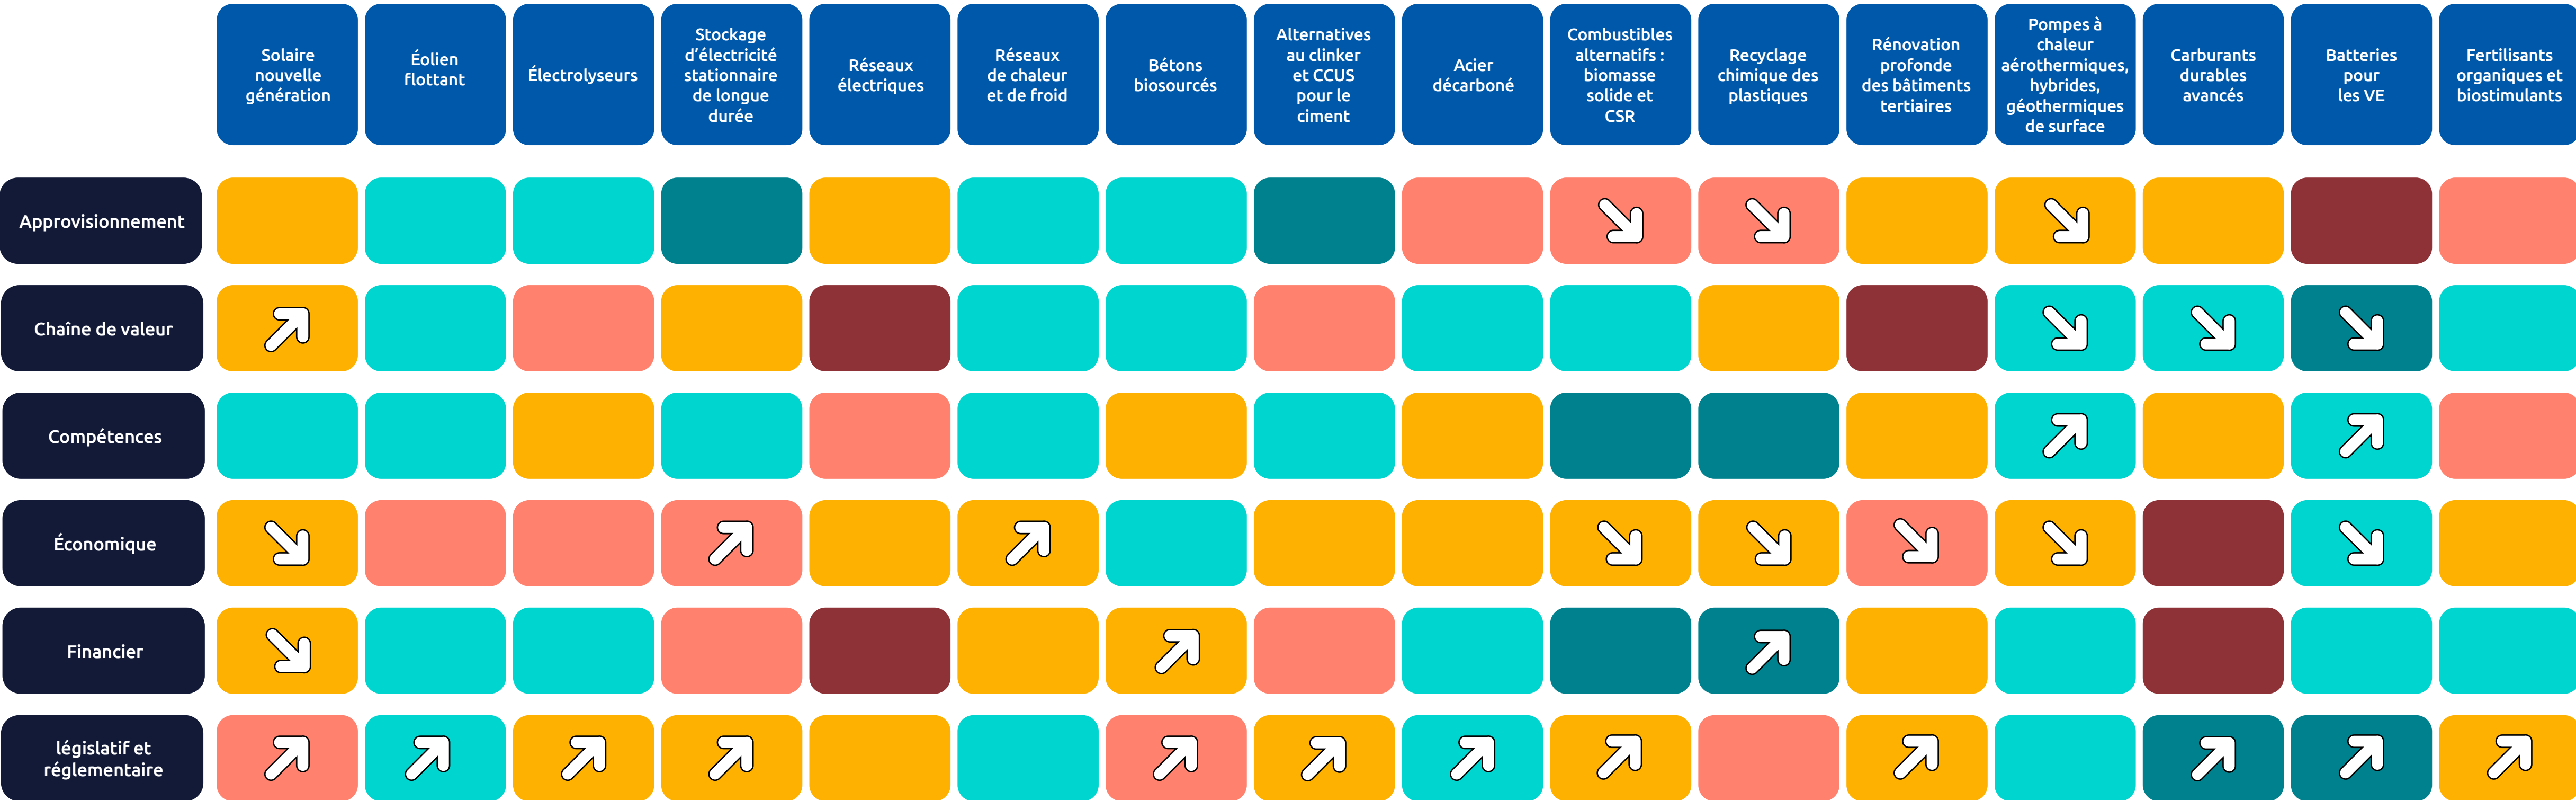 Solaire
nouvelle
génération
Éolien
flottant
Électrolyseurs
Stockage
d’électricité
stationnaire
de longue
durée
Réseaux
électriques
Réseaux
de chaleur
et de froid
Bétons
biosourcés
Alternatives
au clinker
et CCUS
pour le
ciment
Acier
décarboné
Combustibles
alternatifs :
biomasse
solide et
CSR
Recyclage
chimique des
plastiques
Rénovation
profonde
des bâtiments
tertiaires
Pompes à
chaleur
aérothermiques,
hybrides,
géothermiques
de surface
Carburants
durables
avancés
Batteries
pour
les VE
Fertilisants
organiques et
biostimulants
Approvisionnement
Chaîne de valeur
Compétences
Économique
Financier
législatif et
réglementaire